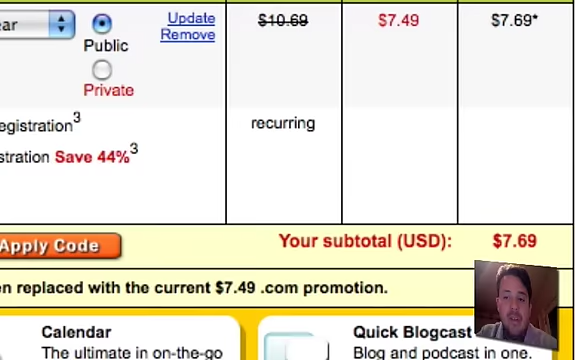 ear
Public
Private
Update
Remove
$10.69
$7.49
$7.69*
egistration3
recurring
stration Save 44%3
Apply Code
Your subtotal (USD):
$7.69
en replaced with the current $7.49 .com promotion.
Calendar
The ultimate in on-the-go
Quick Blogcast
Blog and podcast in one.